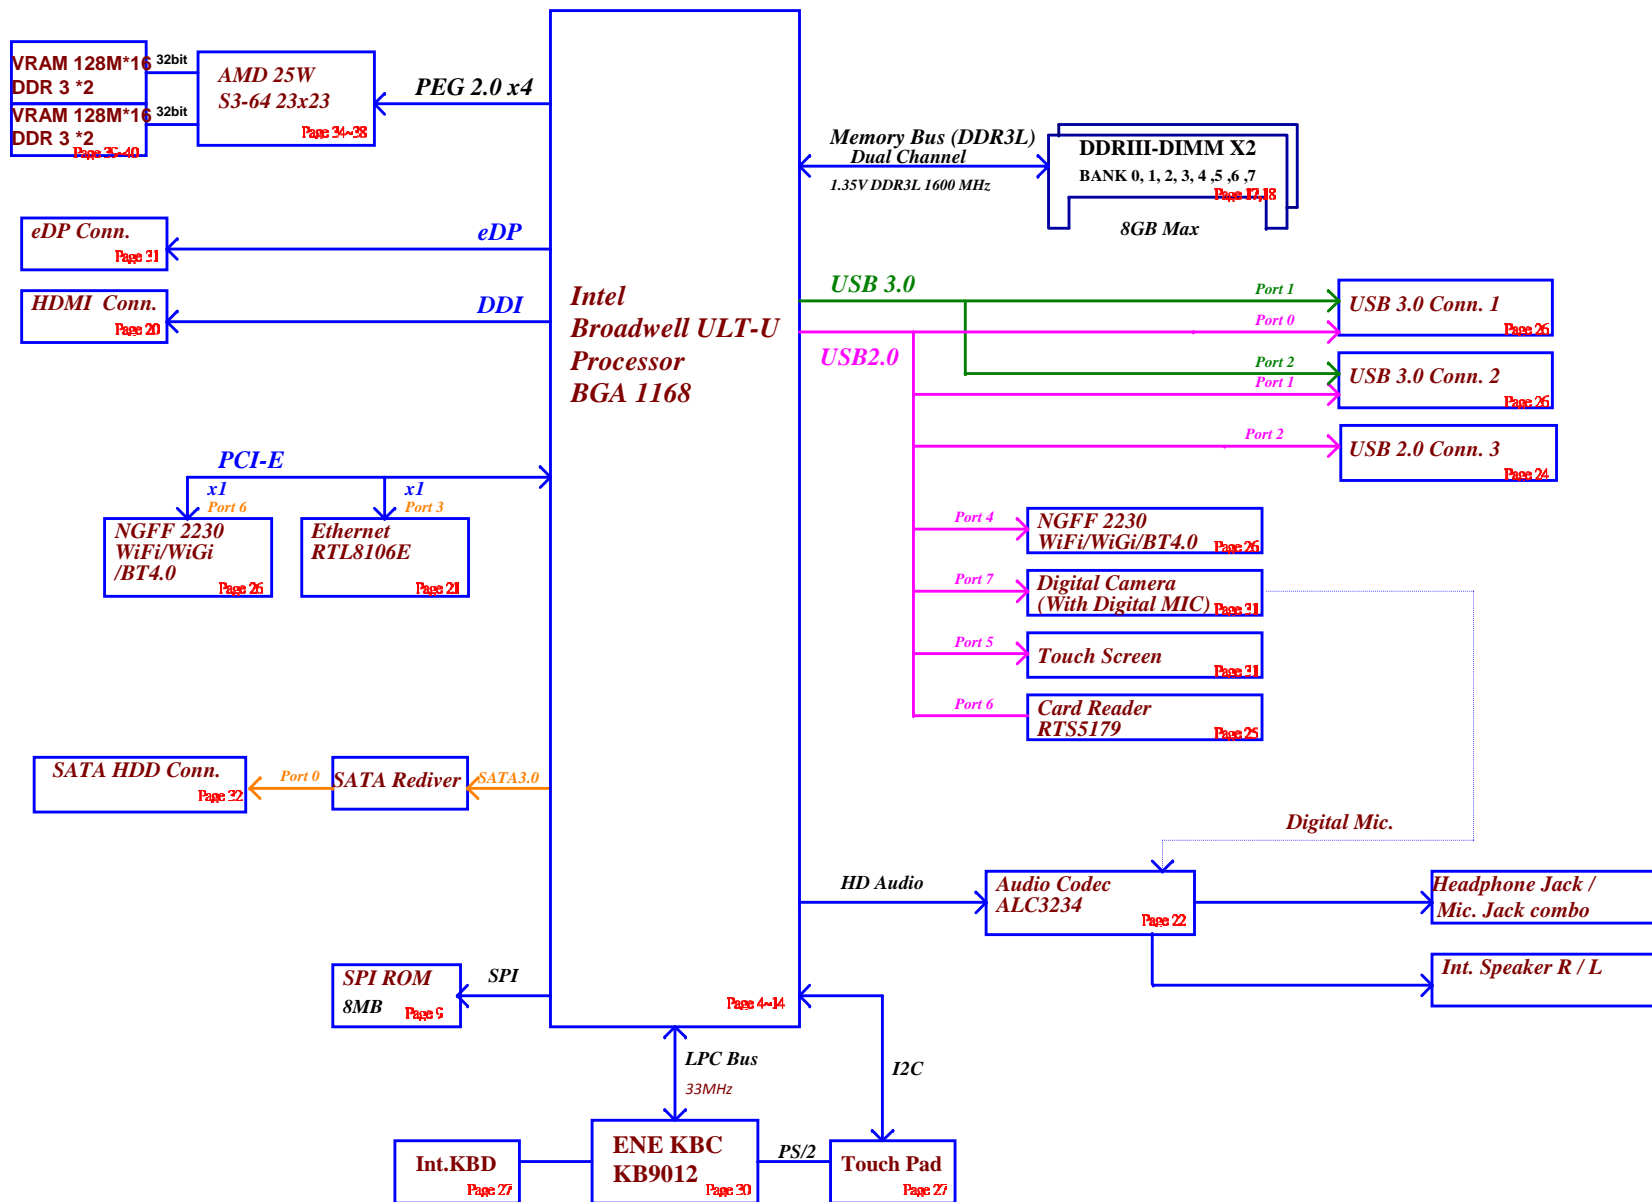 VRAM 128M*16
DDR 3 *2
32bit
VRAM 128M*16
DDR 3 *2
32bit
AMD 25W
S3-64 23x23
Page 34~38
PEG 2.0 x4
eDP Conn.
Page 31
eDP
HDMI Conn.
Page 20
DDI
PCI-E
x1
Port 6
x1
Port 3
NGFF 2230
WiFi/WiGi
/BT4.0
Page 26
Ethernet
RTL8106E
Page 21
SATA HDD Conn.
Page 32
Port 0
SATA Rediver
SATA3.0
SPI ROM
8MB
SPI
Intel
Broadwell ULT-U
Processor
BGA 1168
Page 4~14
Memory Bus (DDR3L)
Dual Channel
1.35V DDR3L 1600 MHz
DDRIII-DIMM X2
BANK 0, 1, 2, 3, 4 ,5 ,6 ,7
Page 17,18
8GB Max
USB 3.0
USB2.0
Port 1
Port 0
USB 3.0 Conn. 1
Page 26
Port 2
Port 1
USB 3.0 Conn. 2
Page 26
Port 2
USB 2.0 Conn. 3
Page 24
Port 4
NGFF 2230
WiFi/WiGi/BT4.0
Page 26
Port 7
Digital Camera
(With Digital MIC)
Page 31
Port 5
Touch Screen
Page 31
Port 6
Card Reader
RTS5179
Page 25
Digital Mic.
HD Audio
Audio Codec
ALC3234
Page 22
Headphone Jack /
Mic. Jack combo
Int. Speaker R / L
LPC Bus
33MHz
I2C
Int.KBD
Page 27
ENE KBC
KB9012
Page 30
PS/2
Touch Pad
Page 27